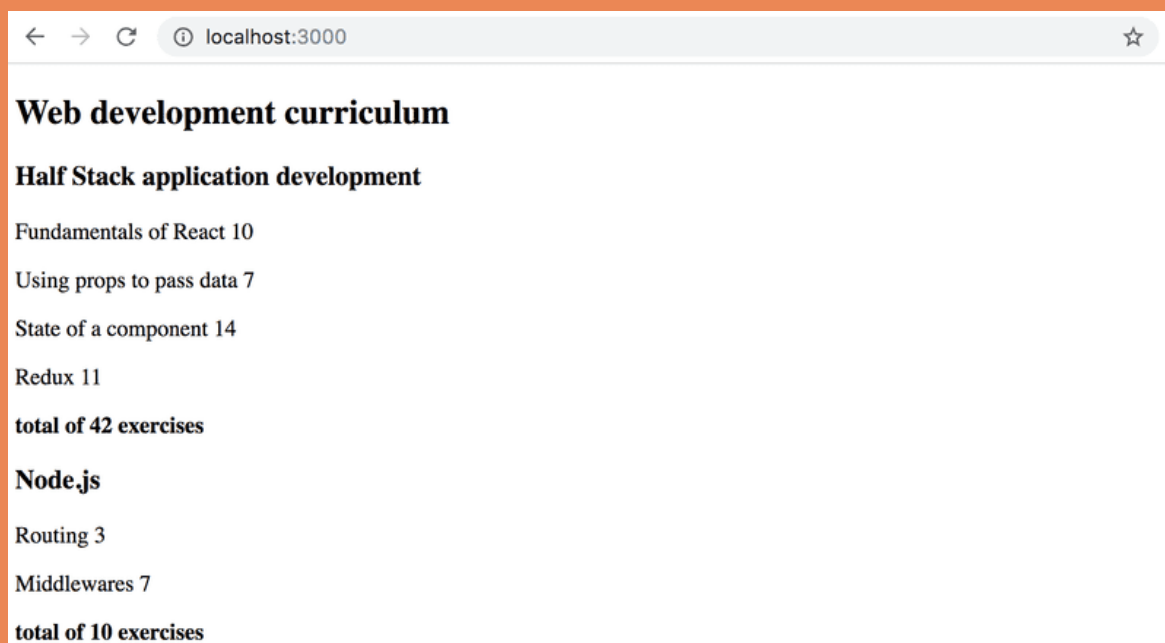 localhost:3000
Web development curriculum
Half Stack application development
Fundamentals of React 10
Using props to pass data 7
State of a component 14
Redux 11
total of 42 exercises
Node.js
Routing 3
Middlewares 7
total of 10 exercises